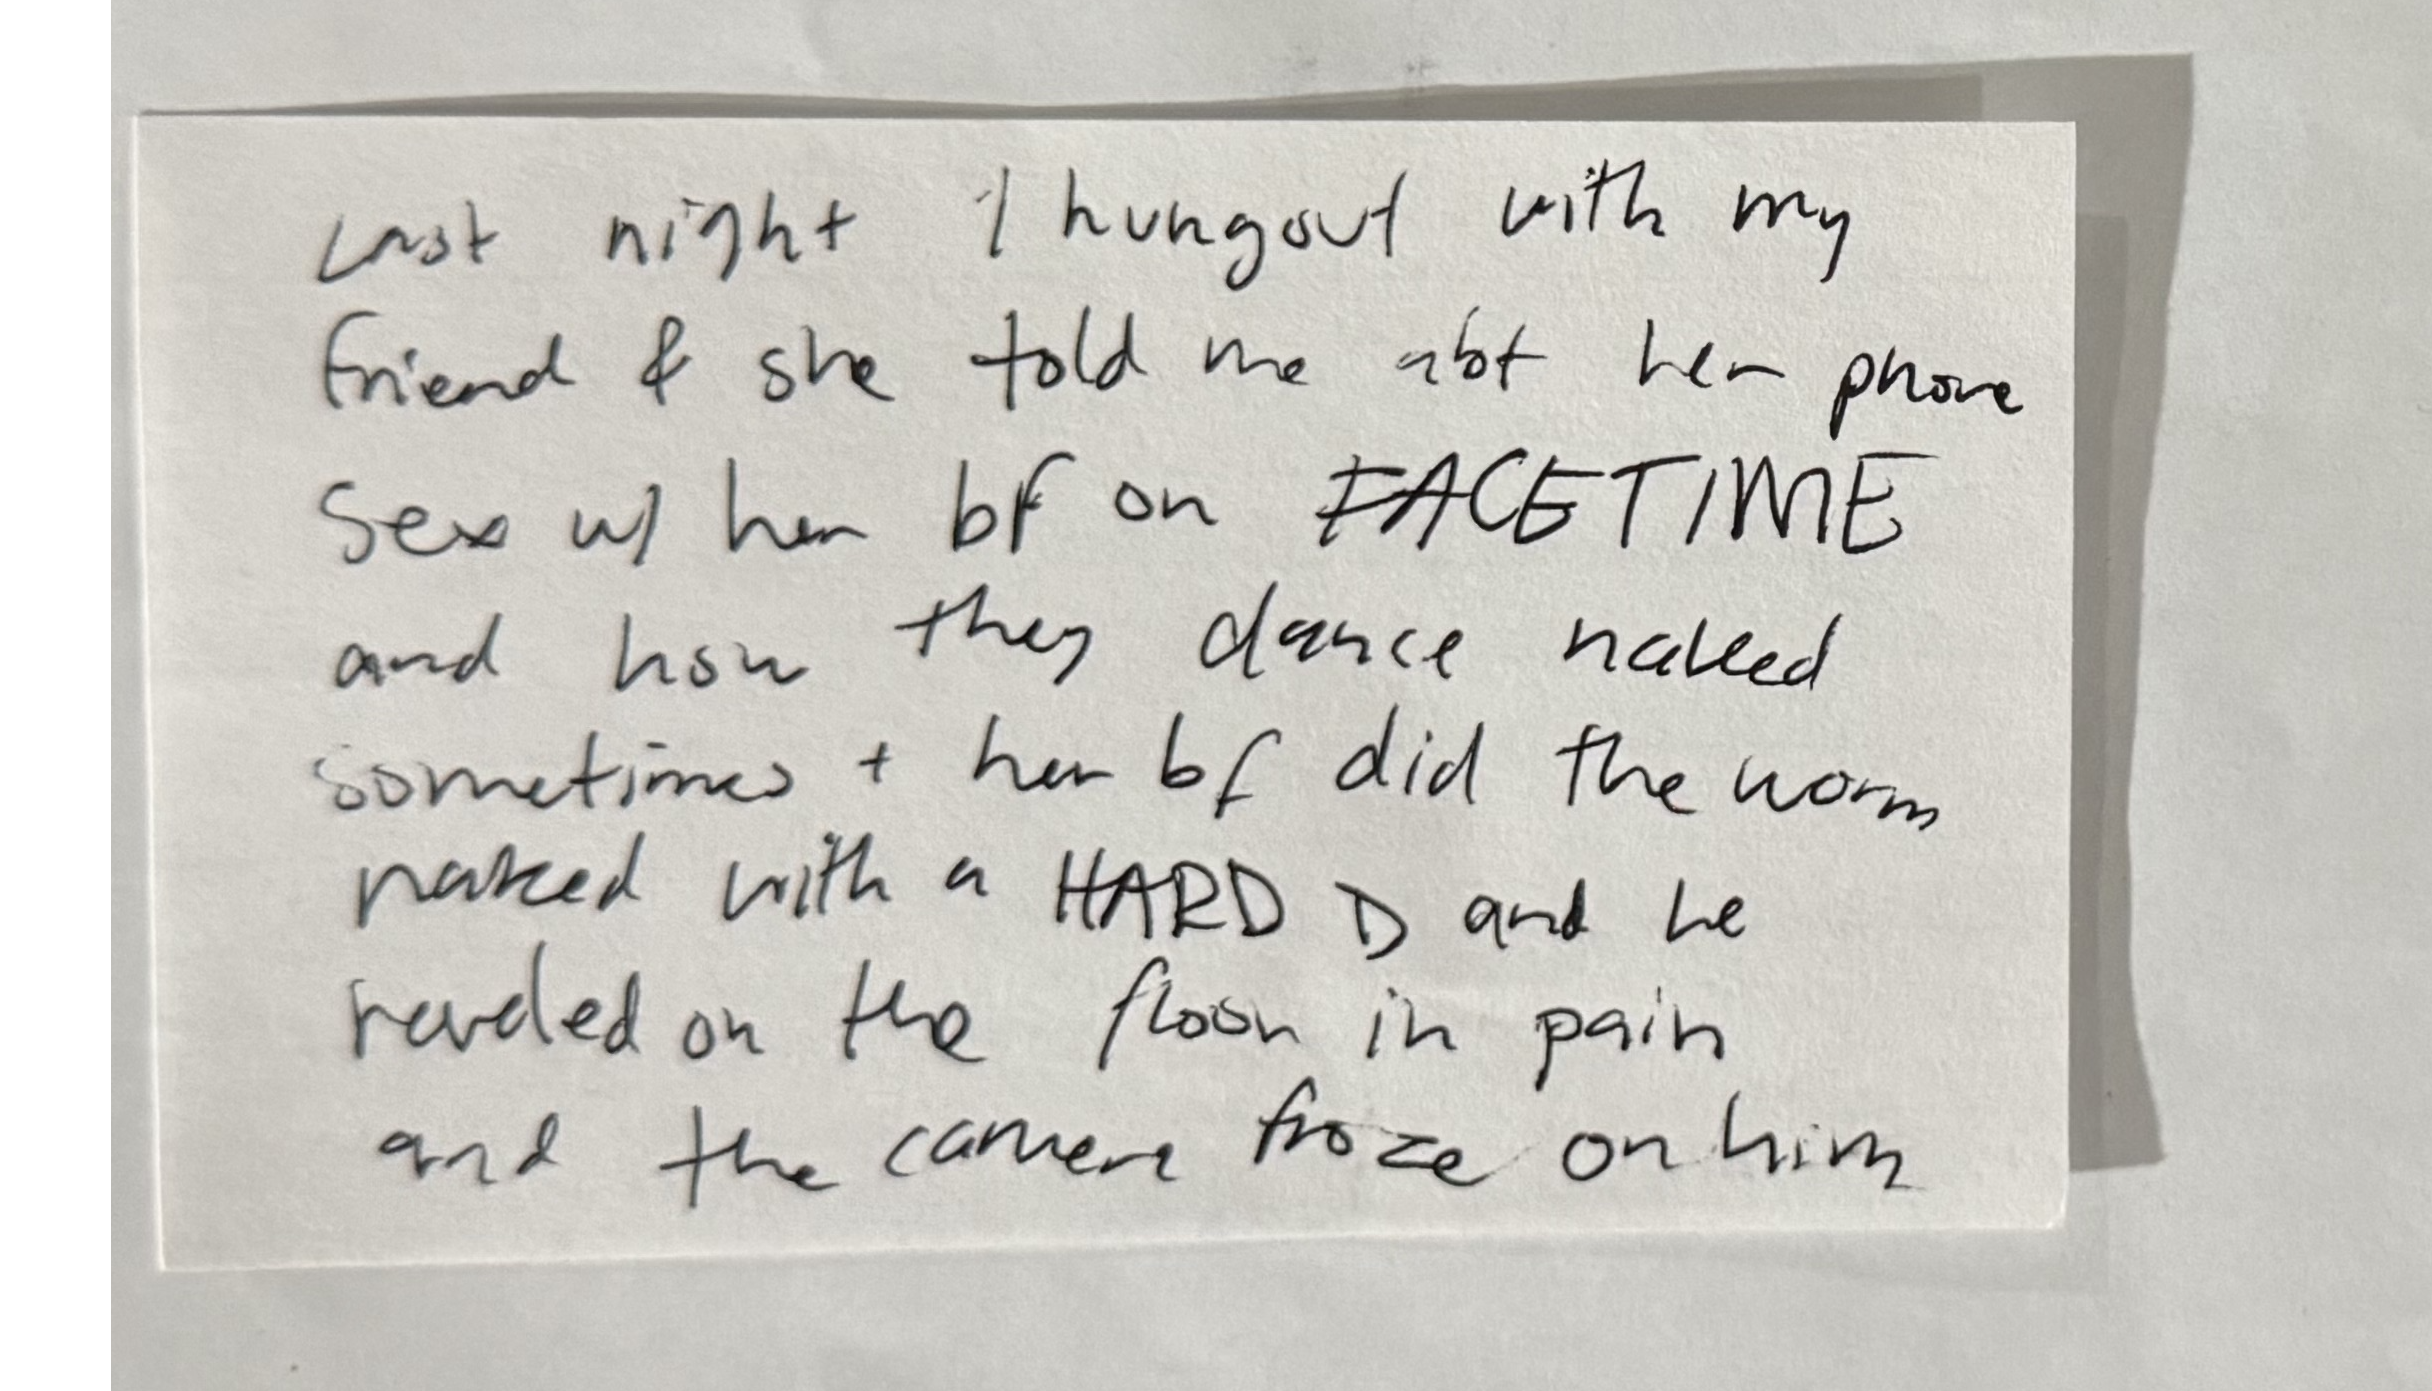 Last night I hungout with my
friend & she told me abt her phone
sex w/ her bf on FACETIME
and how they dance naked
sometimes + her bf did the worm
naked with a HARD D and he
reveled on the floor in pain
and the camera froze on him